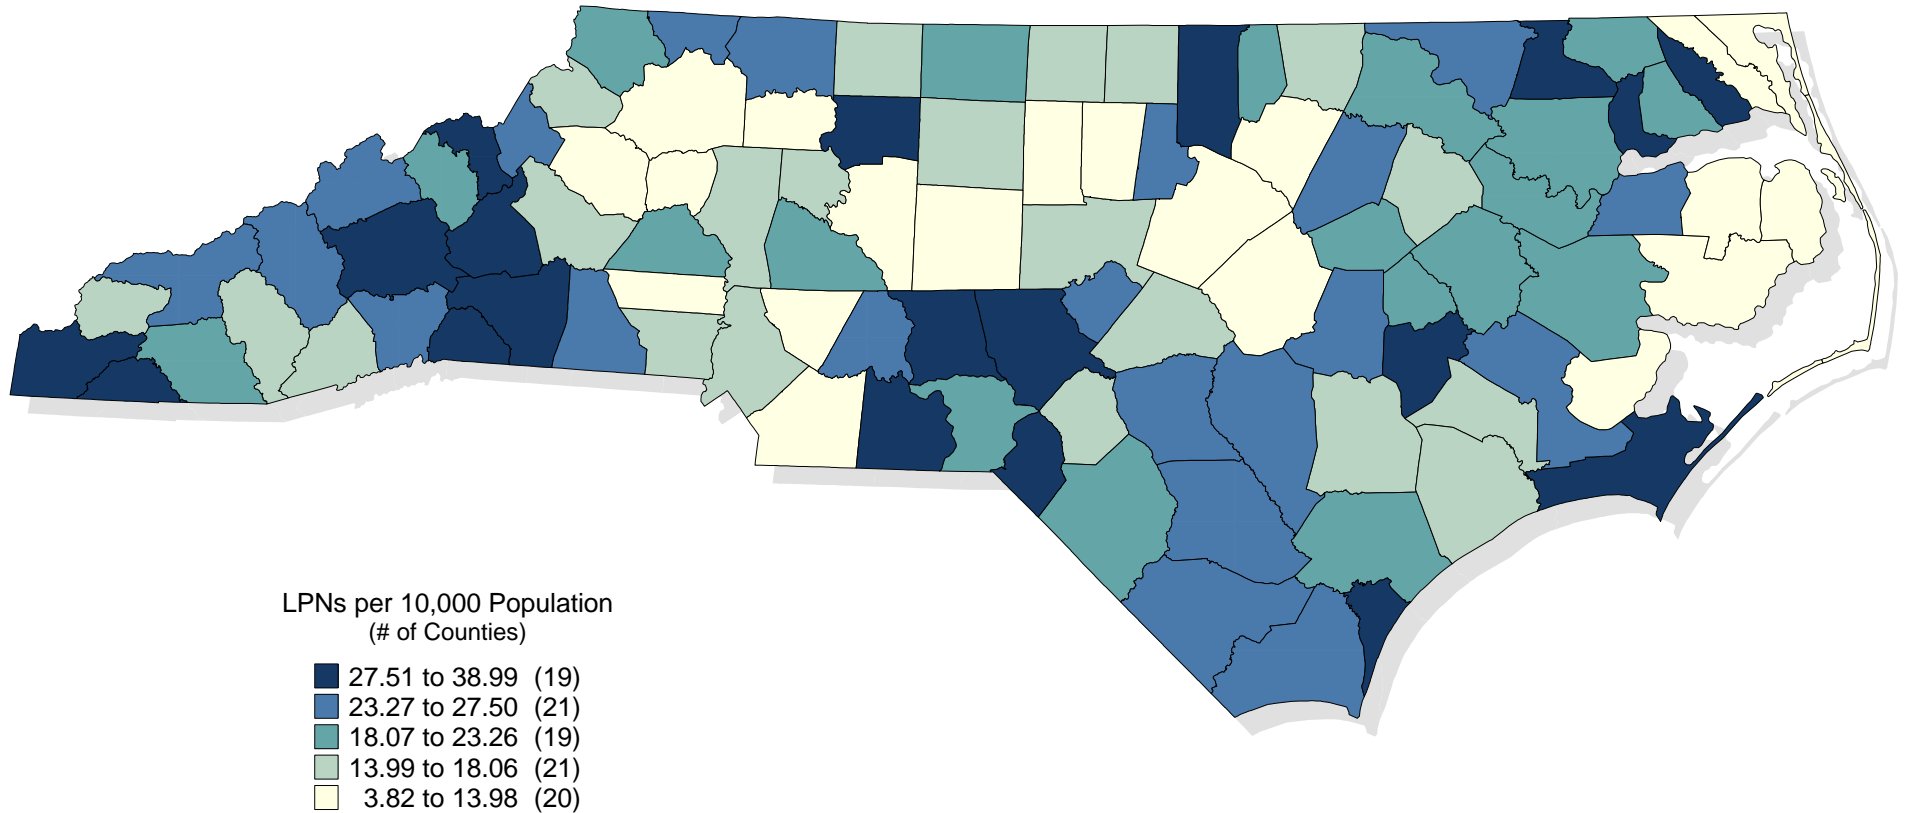 LPNs per 10,000 Population
(# of Counties)
27.51 to 38.99 (19)
23.27 to 27.50 (21)
18.07 to 23.26 (19)
13.99 to 18.06 (21)
3.82 to 13.98 (20)